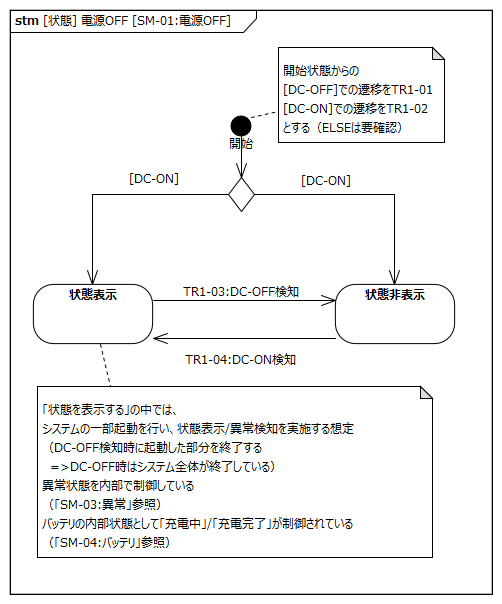 stm [状態] 電源OFF [SM-01:電源OFF]
開始状態からの
[DC-OFF]での遷移をTR1-01
[DC-ON]での遷移をTR1-02
とする（ELSEは要確認）
開始
[DC-ON]
[DC-ON]
状態表示
状態非表示
TR1-03:DC-OFF検知
TR1-04:DC-ON検知
「状態を表示する」の中では、
システムの一部起動を行い、状態表示/異常検知を実施する想定
（DC-OFF検知時に起動した部分を終了する
=>DC-OFF時はシステム全体が終了している）
異常状態を内部で制御している
（「SM-03:異常」参照）
バッテリの内部状態として「充電中」/「充電完了」が制御されている
（「SM-04:バッテリ」参照）